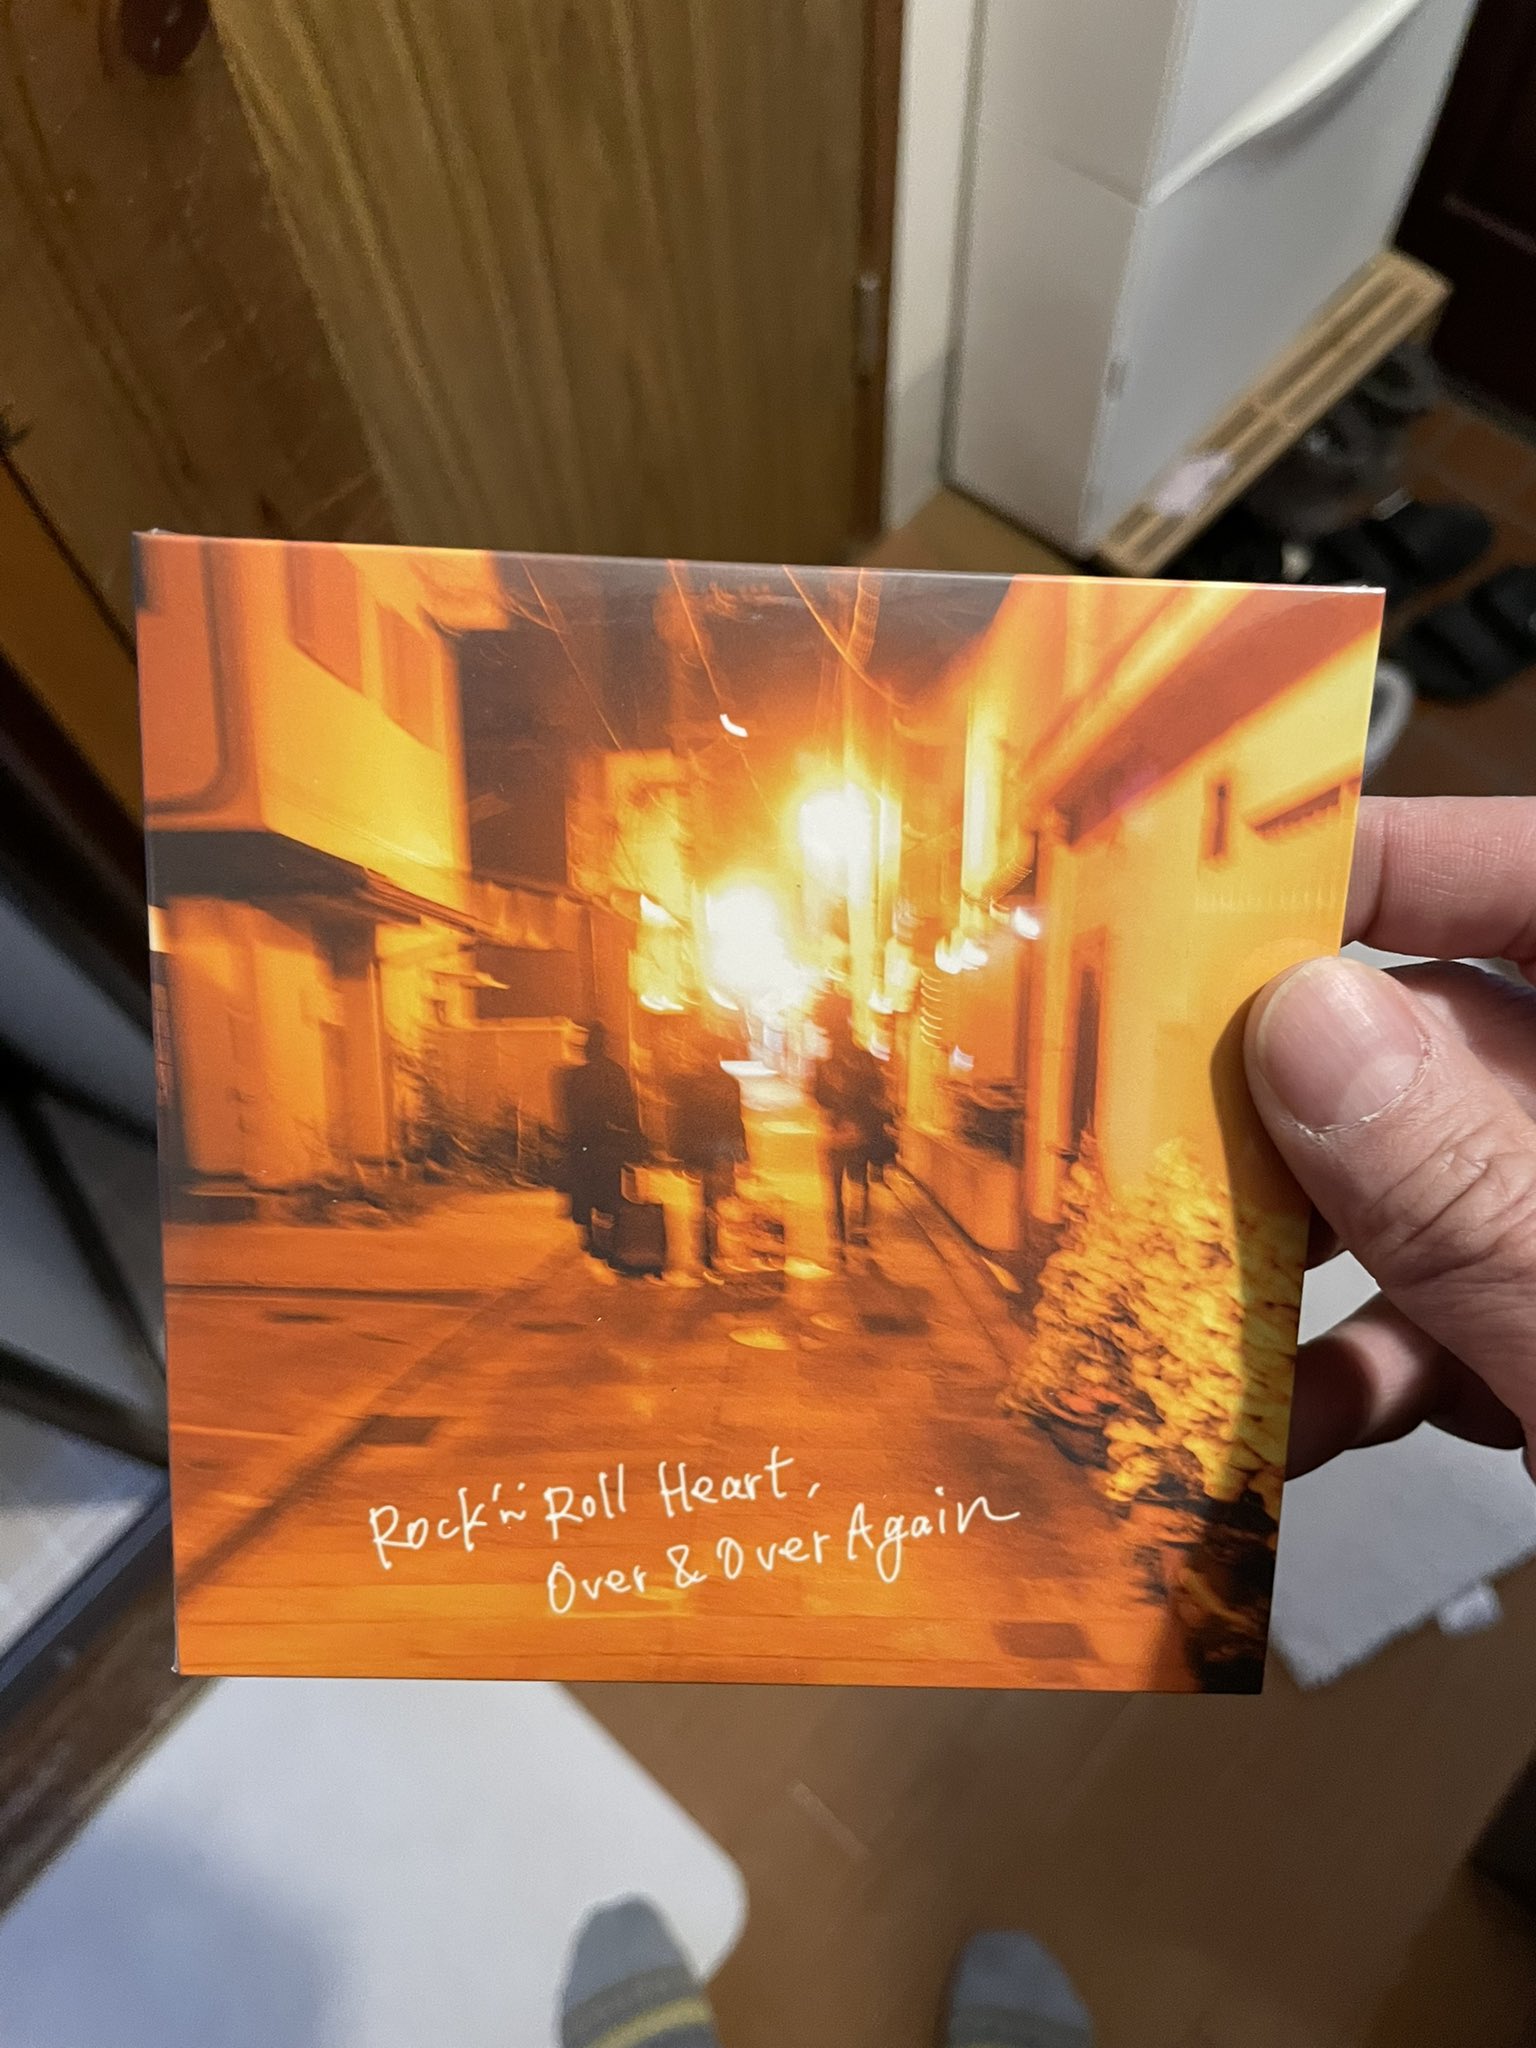 Rock'n' Roll Heart,
Over & Over Again